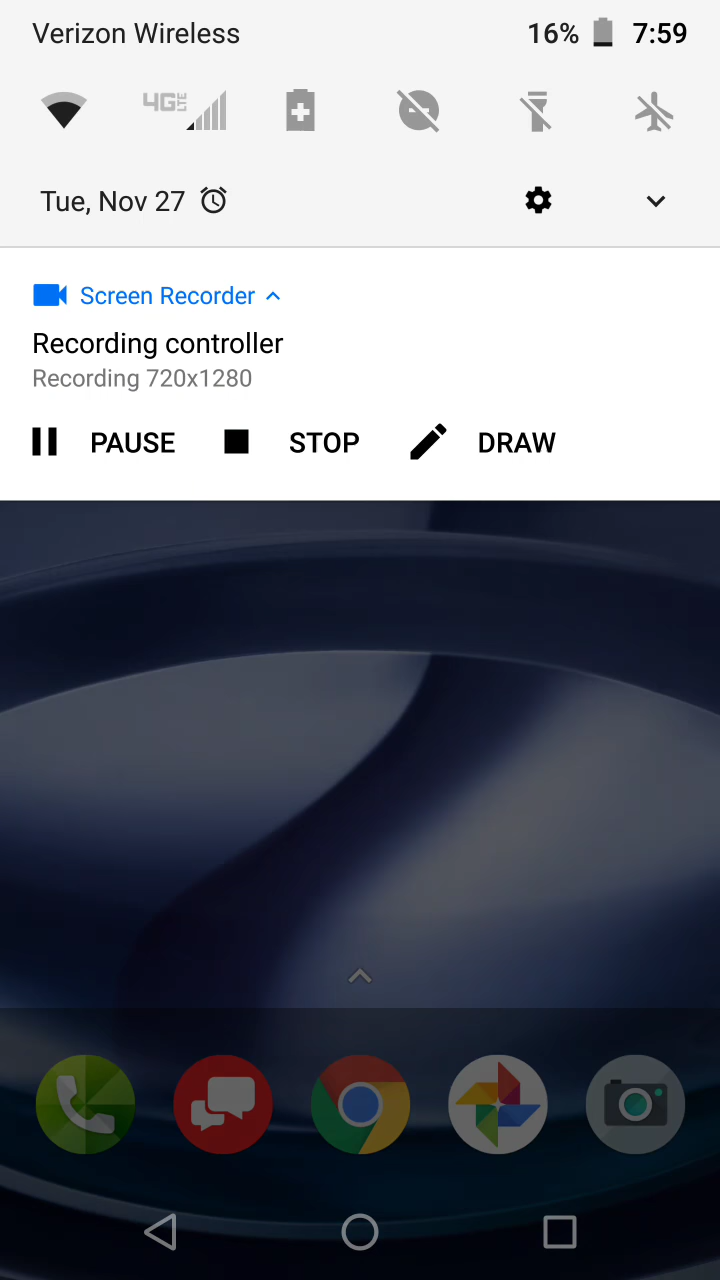 Verizon Wireless 16% 7:59
4G LTE
Tue, Nov 27
Screen Recorder
Recording controller
Recording 720x1280
PAUSE STOP DRAW